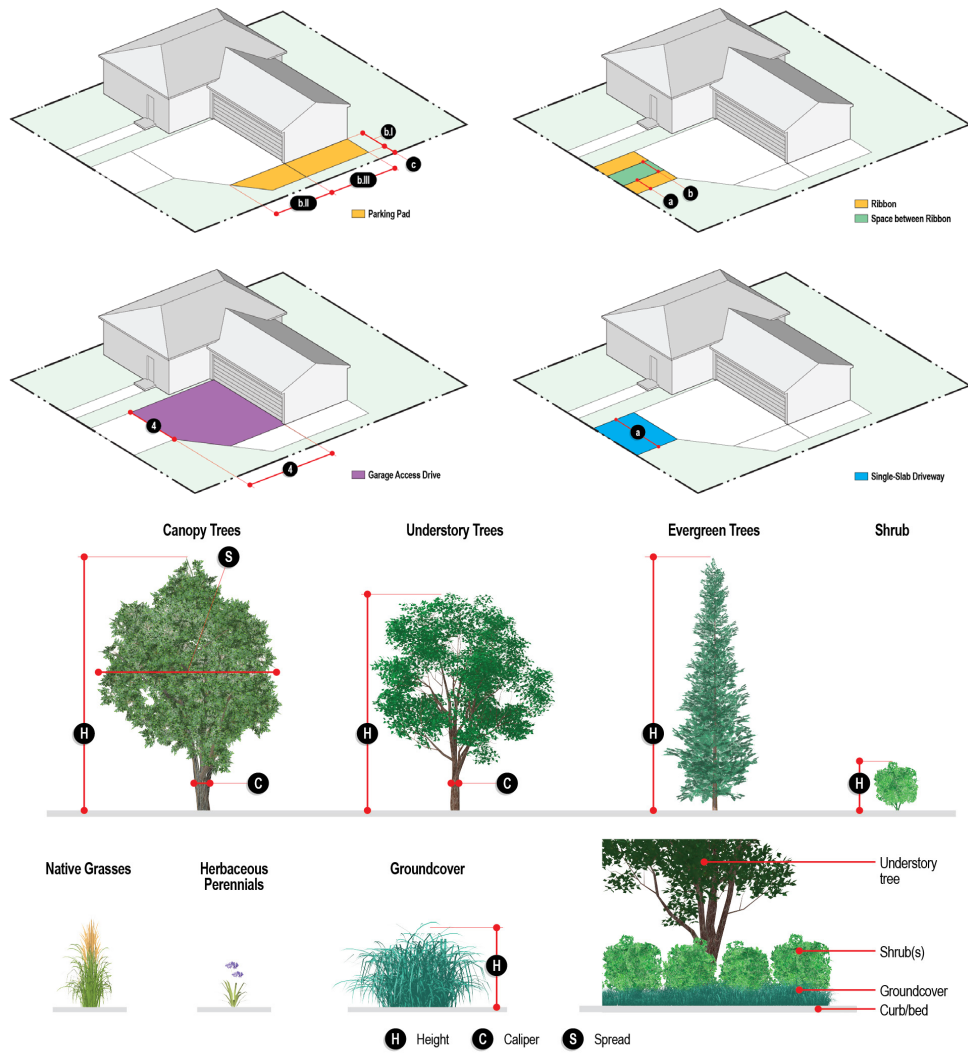 b.I
c
b.III
b.II
Parking Pad
b
a
Ribbon
Space between Ribbon
4
4
Garage Access Drive
a
Single-Slab Driveway
Canopy Trees
Understory Trees
Evergreen Trees
Shrub
S
H
C
H
C
H
H
Native Grasses
Herbaceous
Perennials
Groundcover
H
Understory
tree
Shrub(s)
Groundcover
Curb/bed
H Height C Caliper S Spread